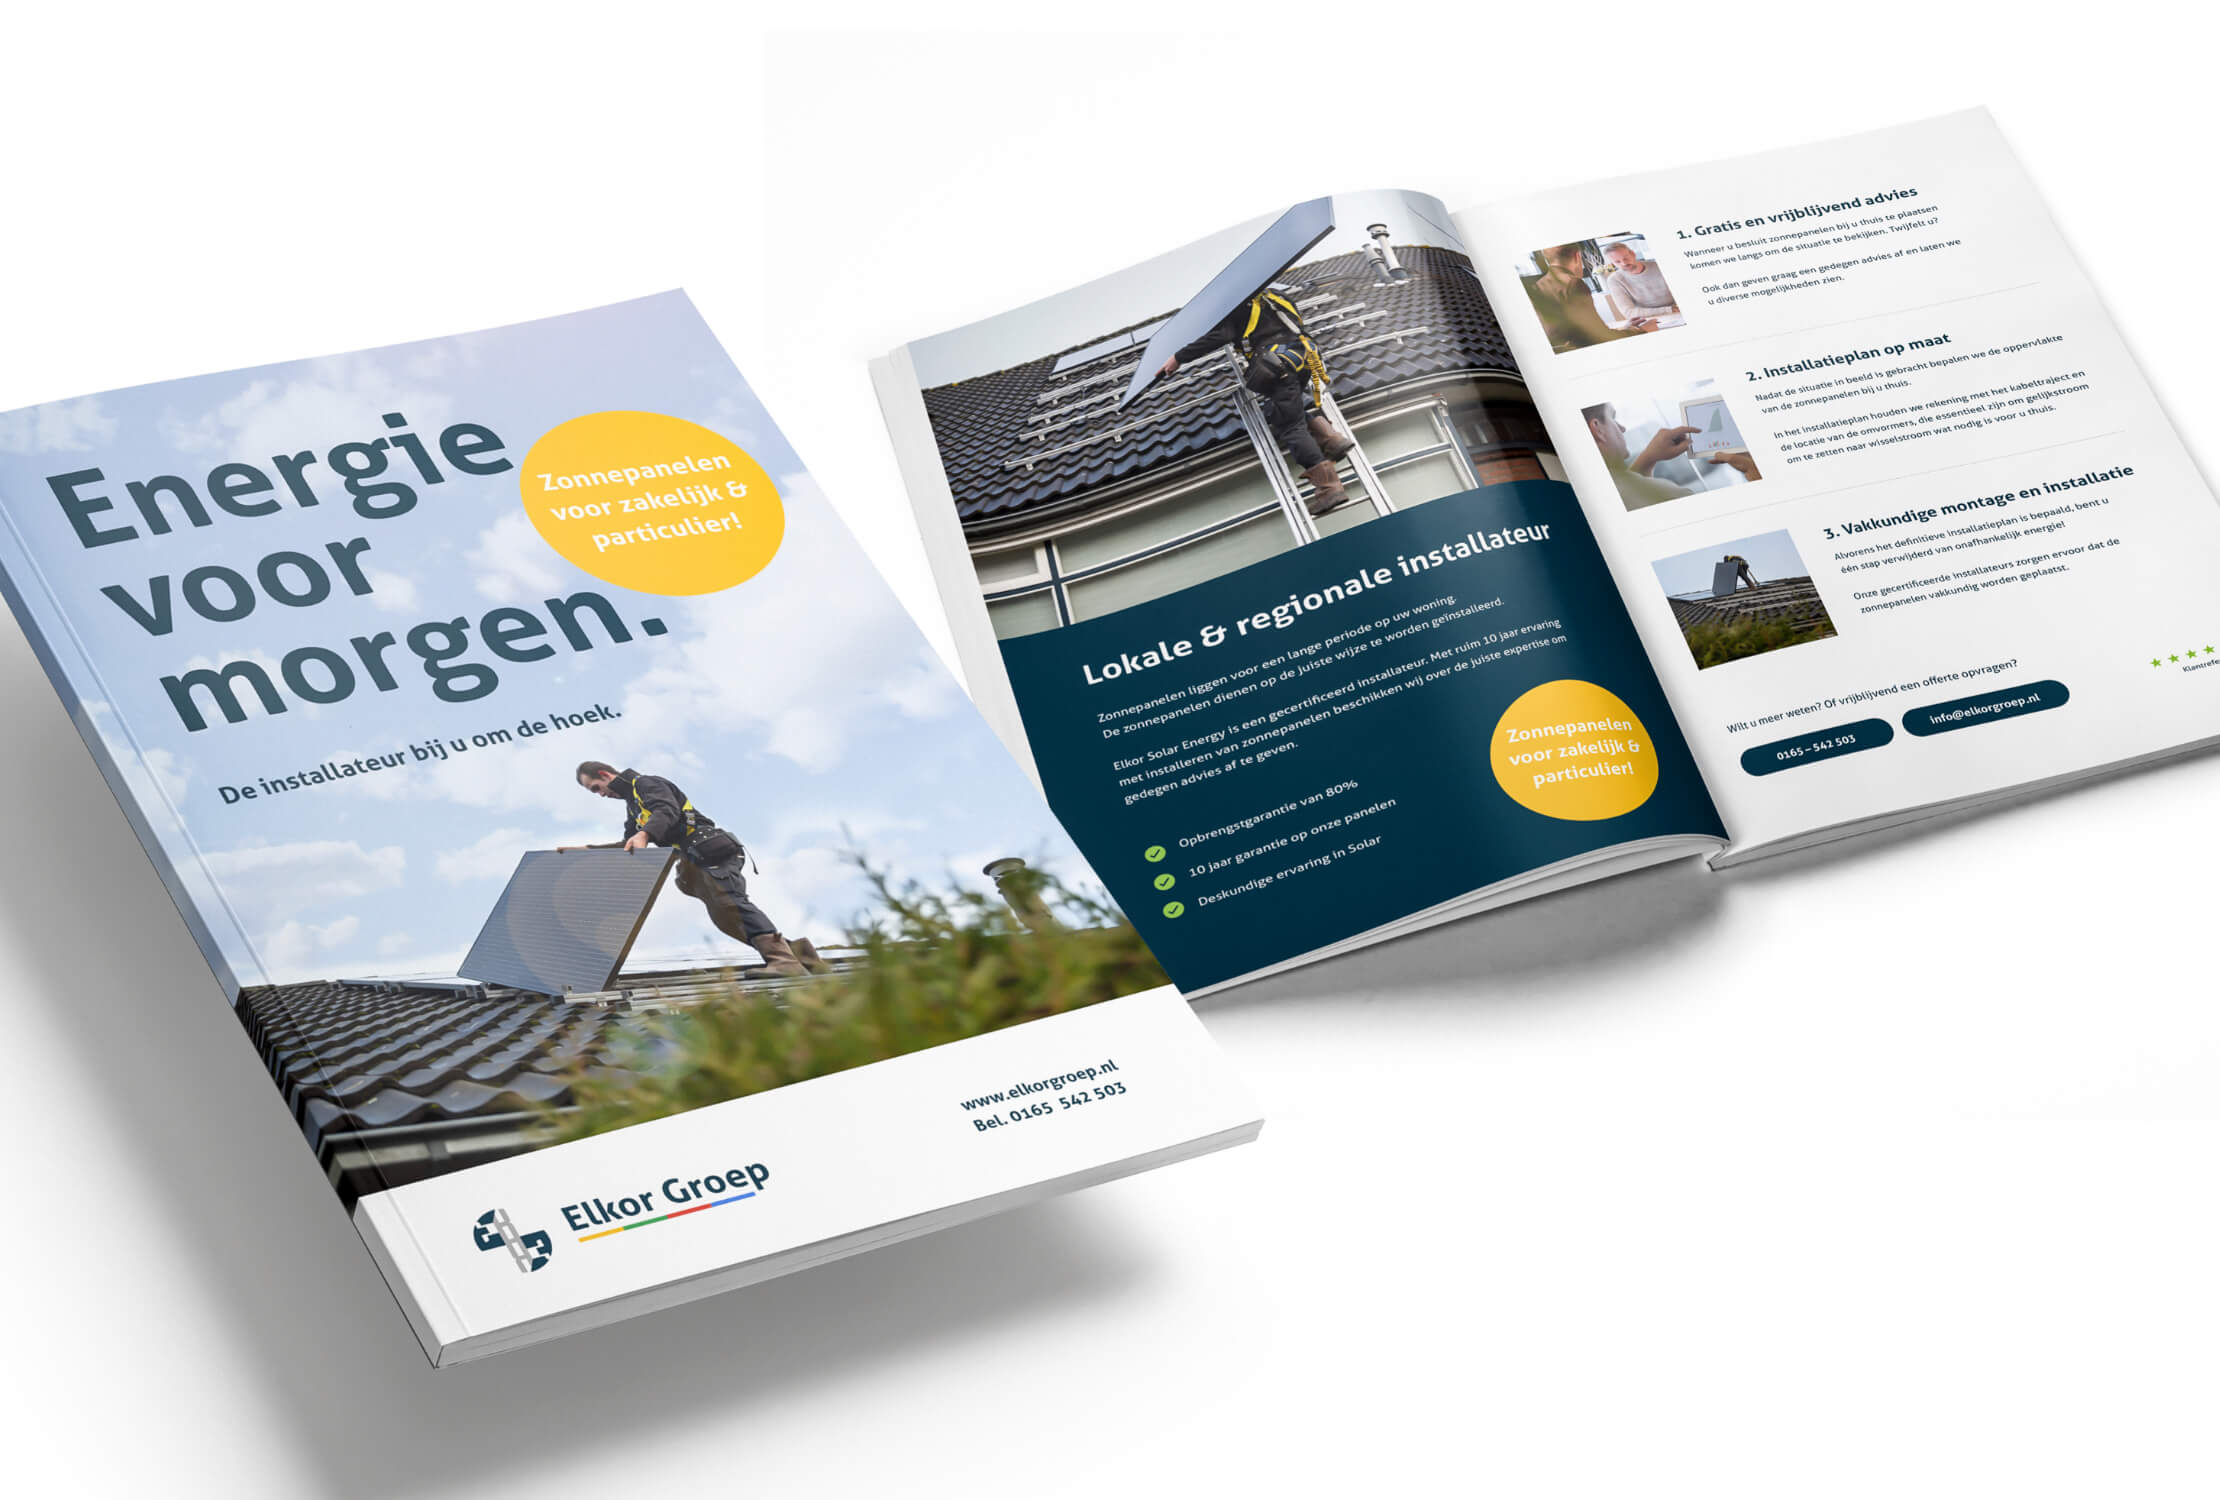 Energie
voor
morgen.
Zonnepanelen
voor zakelijk &
particulier!
De installateur bij u om de hoek.
www.elkorgroep.nl
Bel. 0165 542 503
Elkor Groep
Lokale & regionale installateur
Zonnepanelen liggen voor een lange periode op uw woning.
De zonnepanelen dienen op de juiste wijze te worden geïnstalleerd.
Elkor Solar Energy is een gecertificeerd installateur. Met ruim 10 jaar ervaring
met installeren van zonnepanelen beschikken wij over de juiste expertise om
gedegen advies af te geven.
Opbrengstgarantie van 80%
10 jaar garantie op onze panelen
Deskundige ervaring in Solar
Zonnepanelen
voor zakelijk &
particulier!
1. Gratis en vrijblijvend advies
Wanneer u besluit zonnepanelen bij u thuis te plaatsen
komen we langs om de situatie te bekijken. Twijfelt u?
Ook dan geven graag een gedegen advies af en laten we
u diverse mogelijkheden zien.
2. Installatieplan op maat
Nadat de situatie in beeld is gebracht bepalen we de oppervlakte
van de zonnepanelen bij u thuis.
In het installatieplan houden we rekening met het kabeltraject en
de locatie van de omvormers, die essentieel zijn om gelijkstroom
om te zetten naar wisselstroom wat nodig is voor u thuis.
3. Vakkundige montage en installatie
Alvorens het definitieve installatieplan is bepaald, bent u
één stap verwijderd van onafhankelijk energie!
Onze gecertificeerde installateurs zorgen ervoor dat de
zonnepanelen vakkundig worden geplaatst.
Wilt u meer weten? Of vrijblijvend een offerte opvragen?
0165 – 542 503
info@elkorgroep.nl